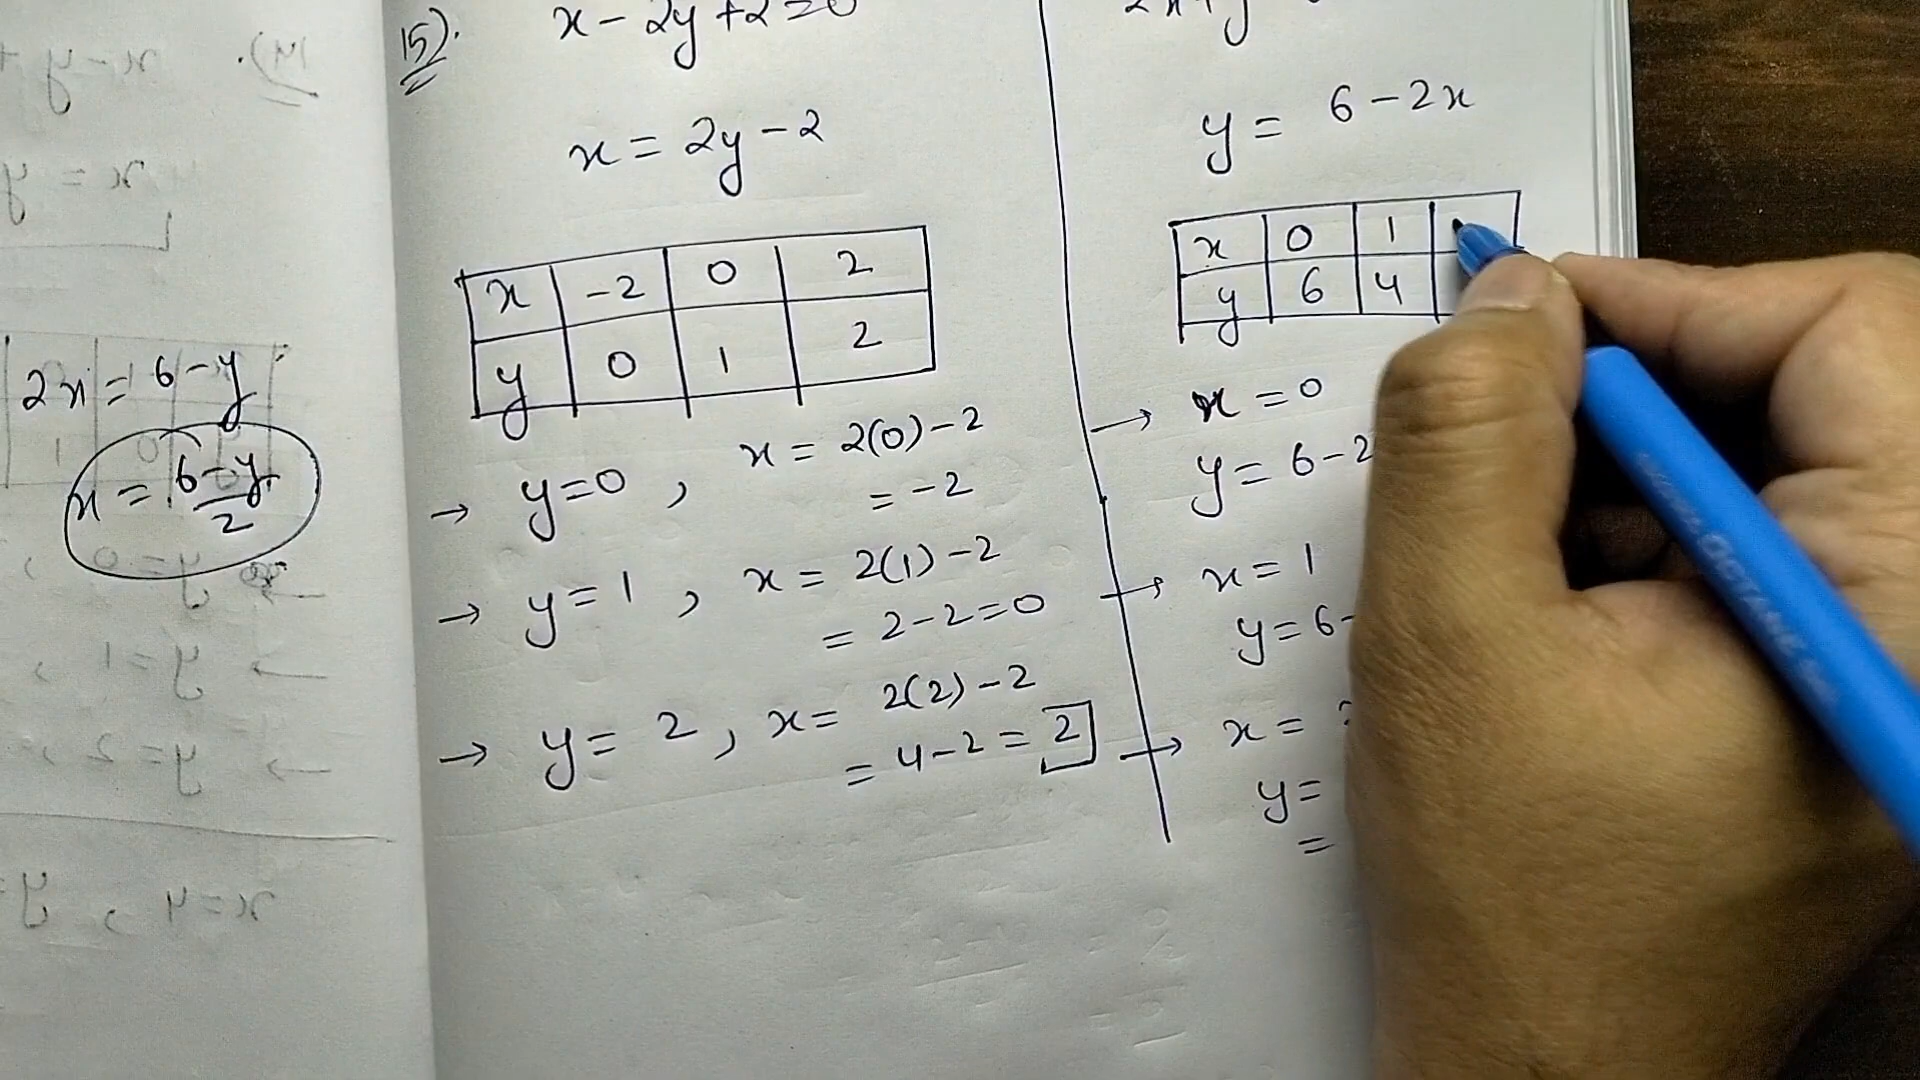 15). x - 2y + 2 = 0
x = 2y - 2
x -2 0 2
y 0 1 2
→ y = 0 , x = 2(0) - 2
= -2
→ y = 1 , x = 2(1) - 2
= 2 - 2 = 0
→ y = 2 , x = 2(2) - 2
= 4 - 2 = 2
2x + y
y = 6 - 2x
x 0 1
y 6 4
→ x = 0
y = 6 - 2
→ x = 1
y = 6 -
→ x =
y =
=
2x = 6 - y
x = 6 - y / 2